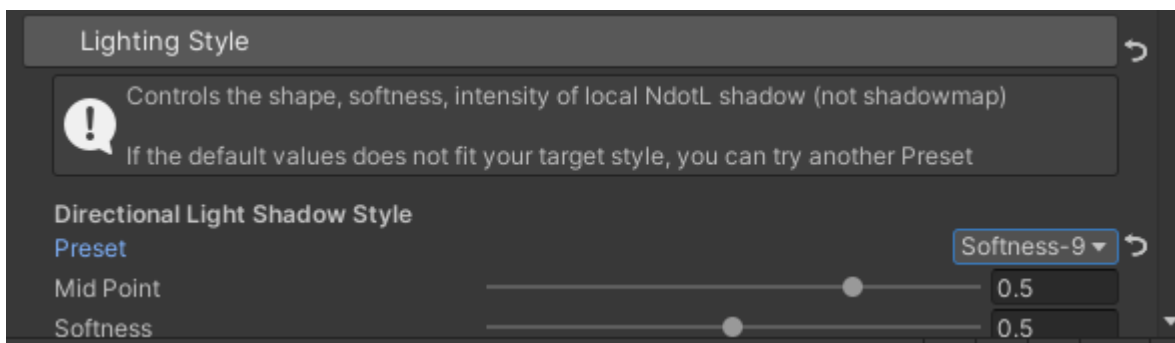 Lighting Style
Controls the shape, softness, intensity of local NdotL shadow (not shadowmap)
If the default values does not fit your target style, you can try another Preset
Directional Light Shadow Style
Preset Softness-9
Mid Point 0.5
Softness 0.5